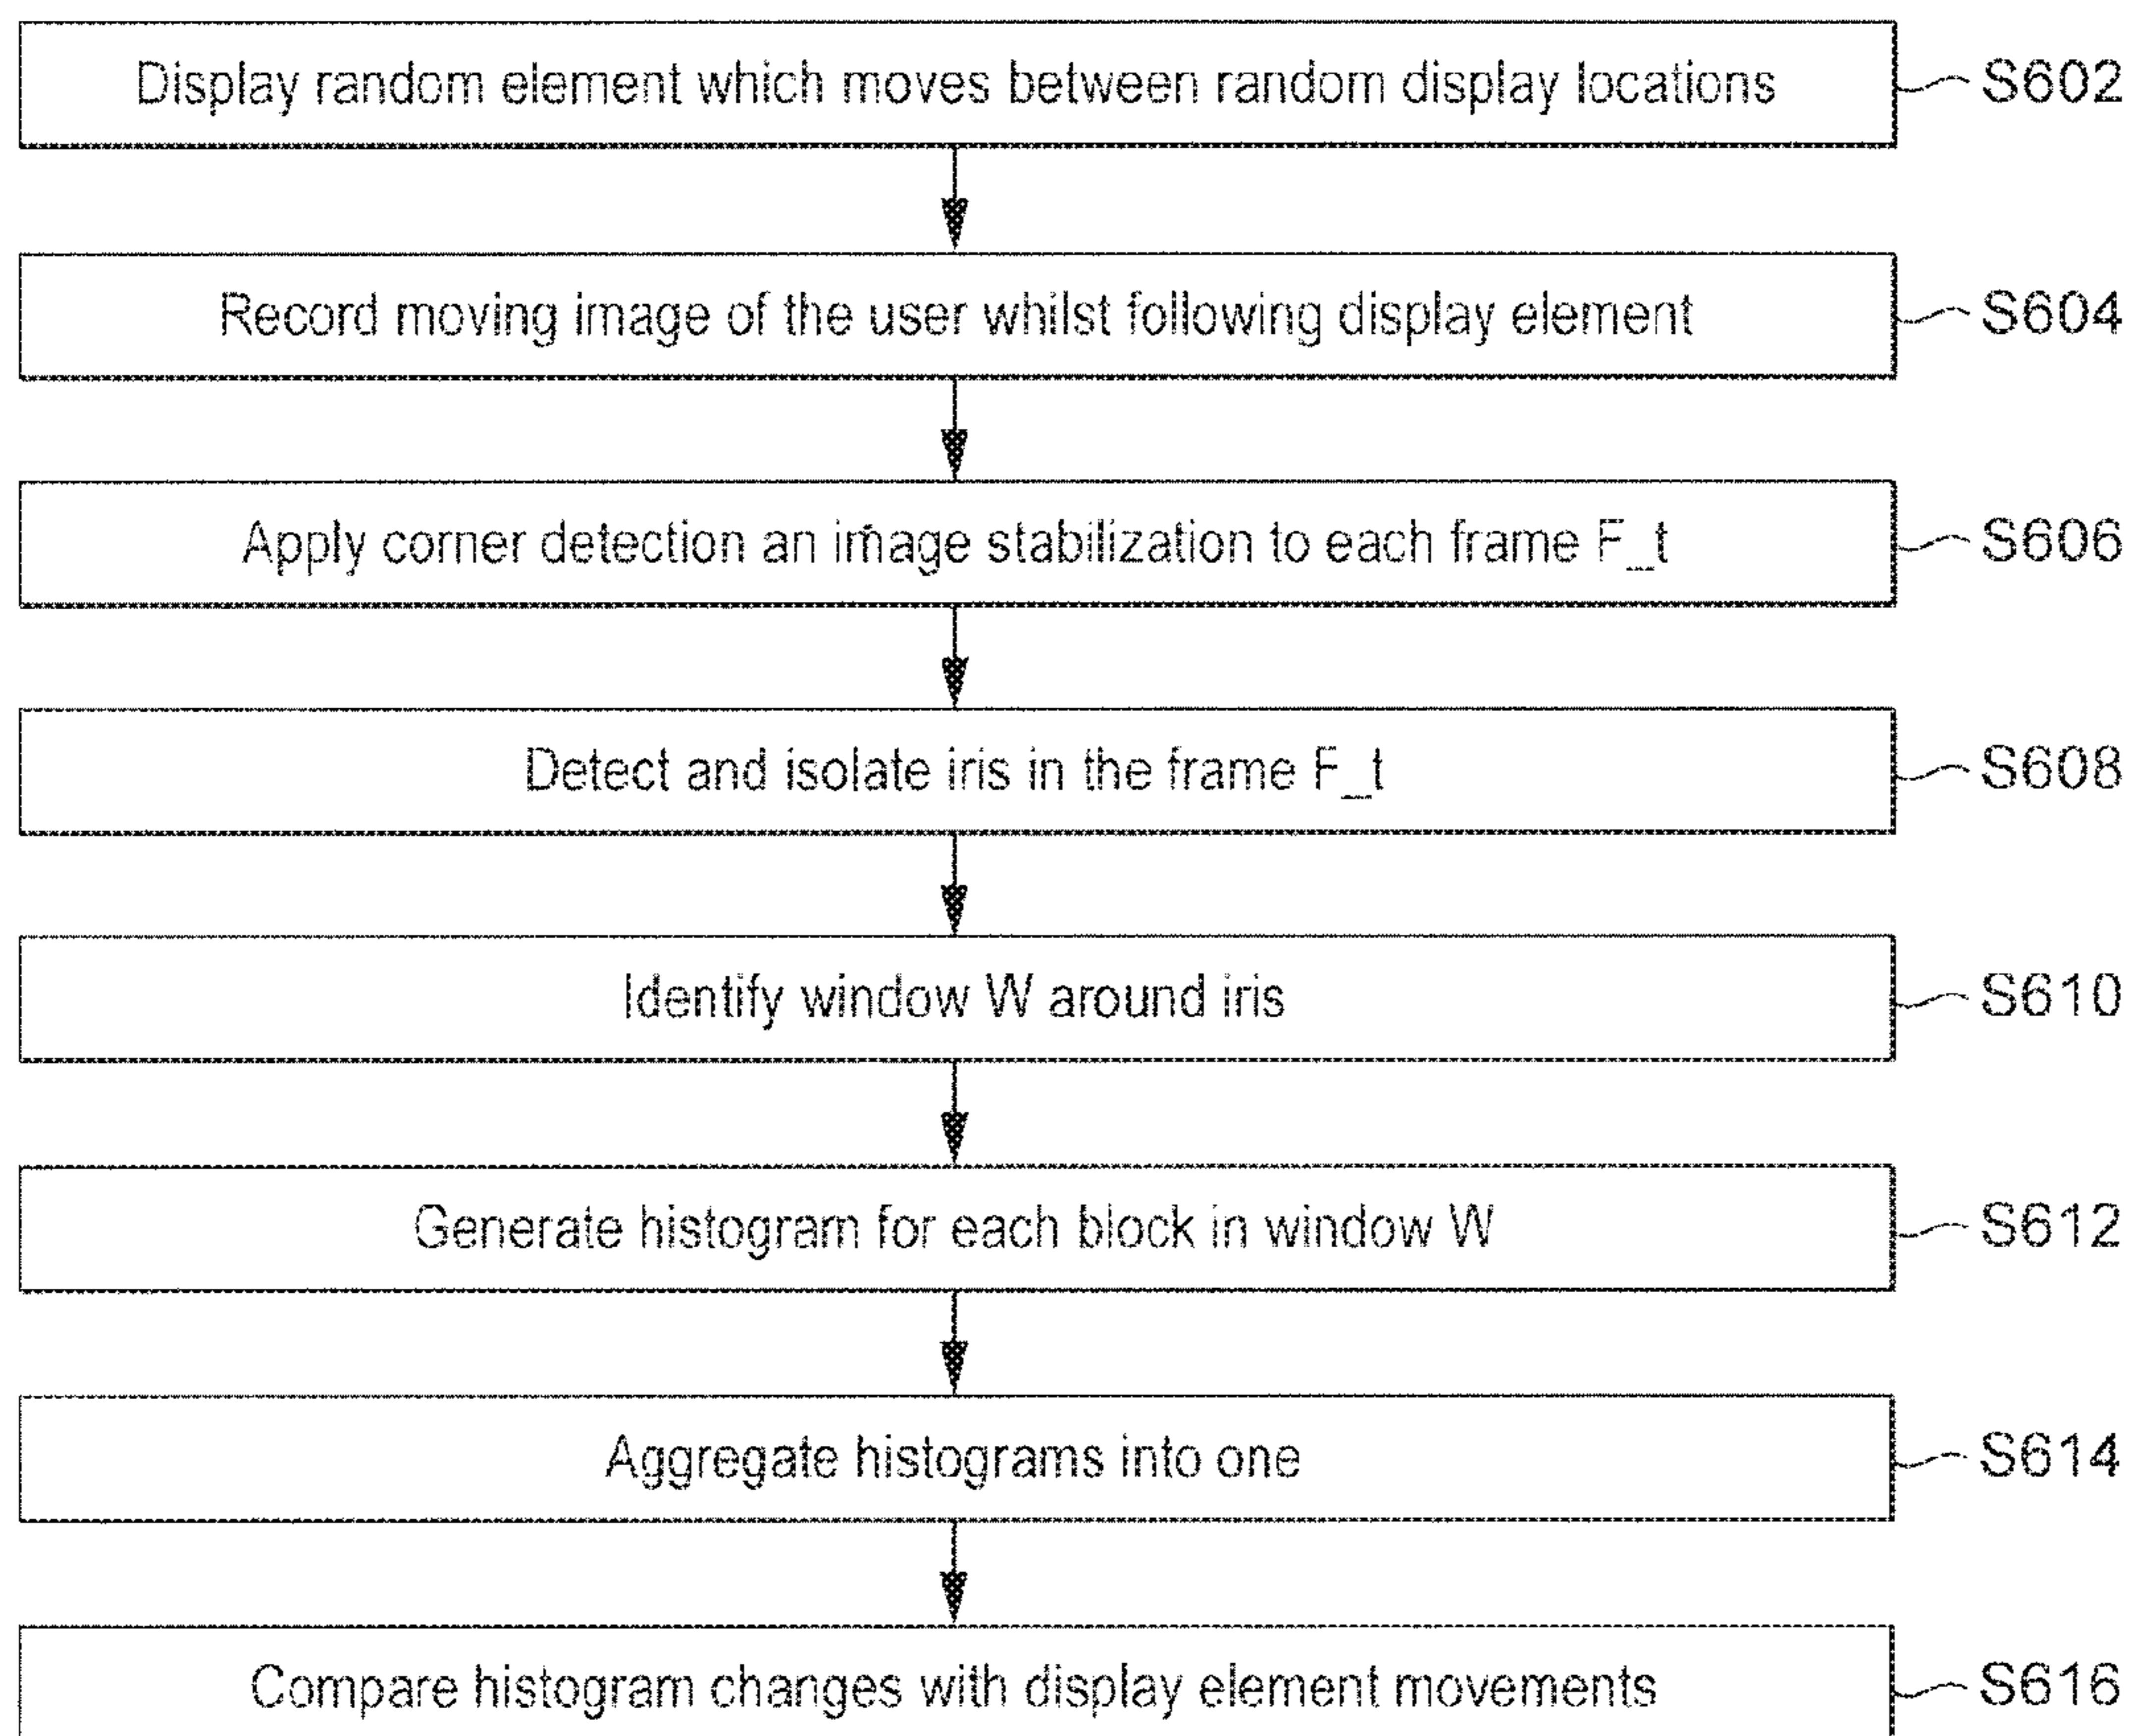 Display random element which moves between random display locations S602
Record moving image of the user whilst following display element S604
Apply corner detection an image stabilization to each frame F_t S606
Detect and isolate iris in the frame F_t S608
Identify window W around iris S610
Generate histogram for each block in window W S612
Aggregate histograms into one S614
Compare histogram changes with display element movements S616